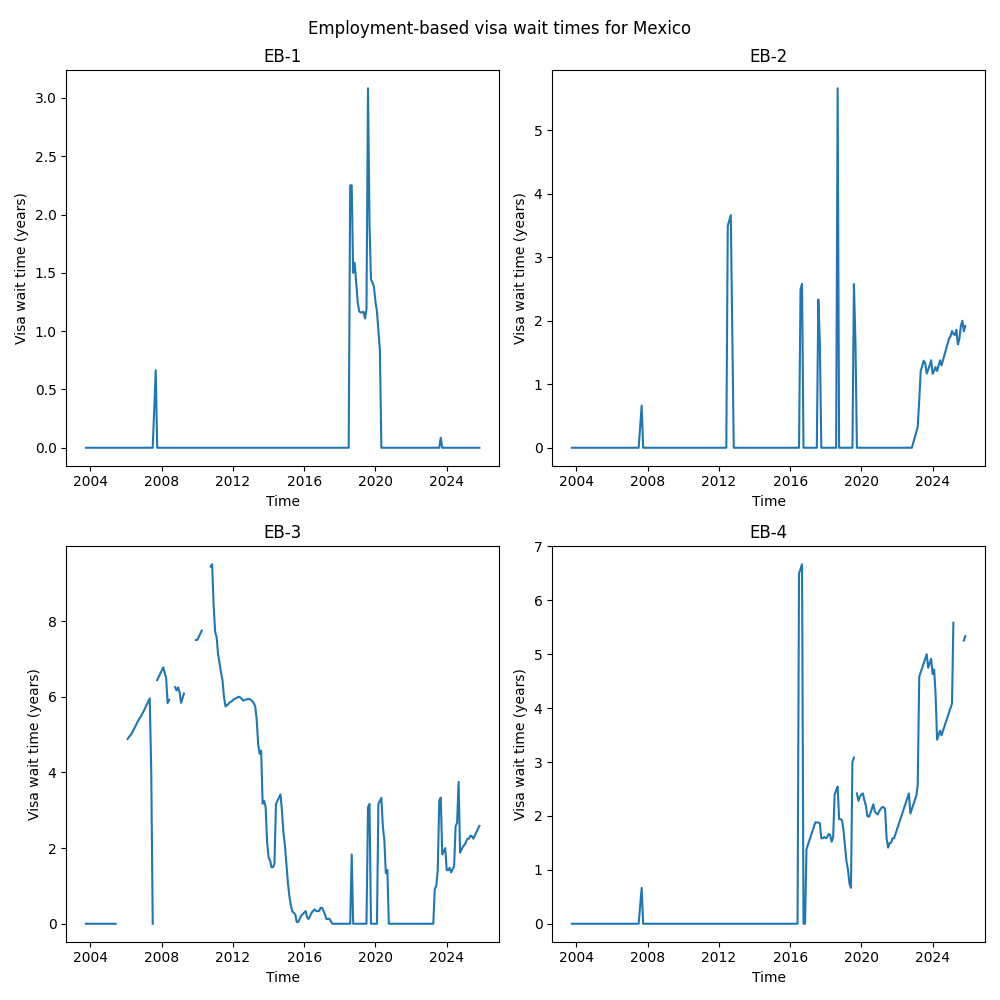 Employment-based visa wait times for Mexico
EB-1
Visa wait time (years)
3.0
2.5
2.0
1.5
1.0
0.5
0.0
2004 2008 2012 2016 2020 2024
Time
EB-2
Visa wait time (years)
5
4
3
2
1
0
2004 2008 2012 2016 2020 2024
Time
EB-3
Visa wait time (years)
8
6
4
2
0
2004 2008 2012 2016 2020 2024
Time
EB-4
Visa wait time (years)
7
6
5
4
3
2
1
0
2004 2008 2012 2016 2020 2024
Time